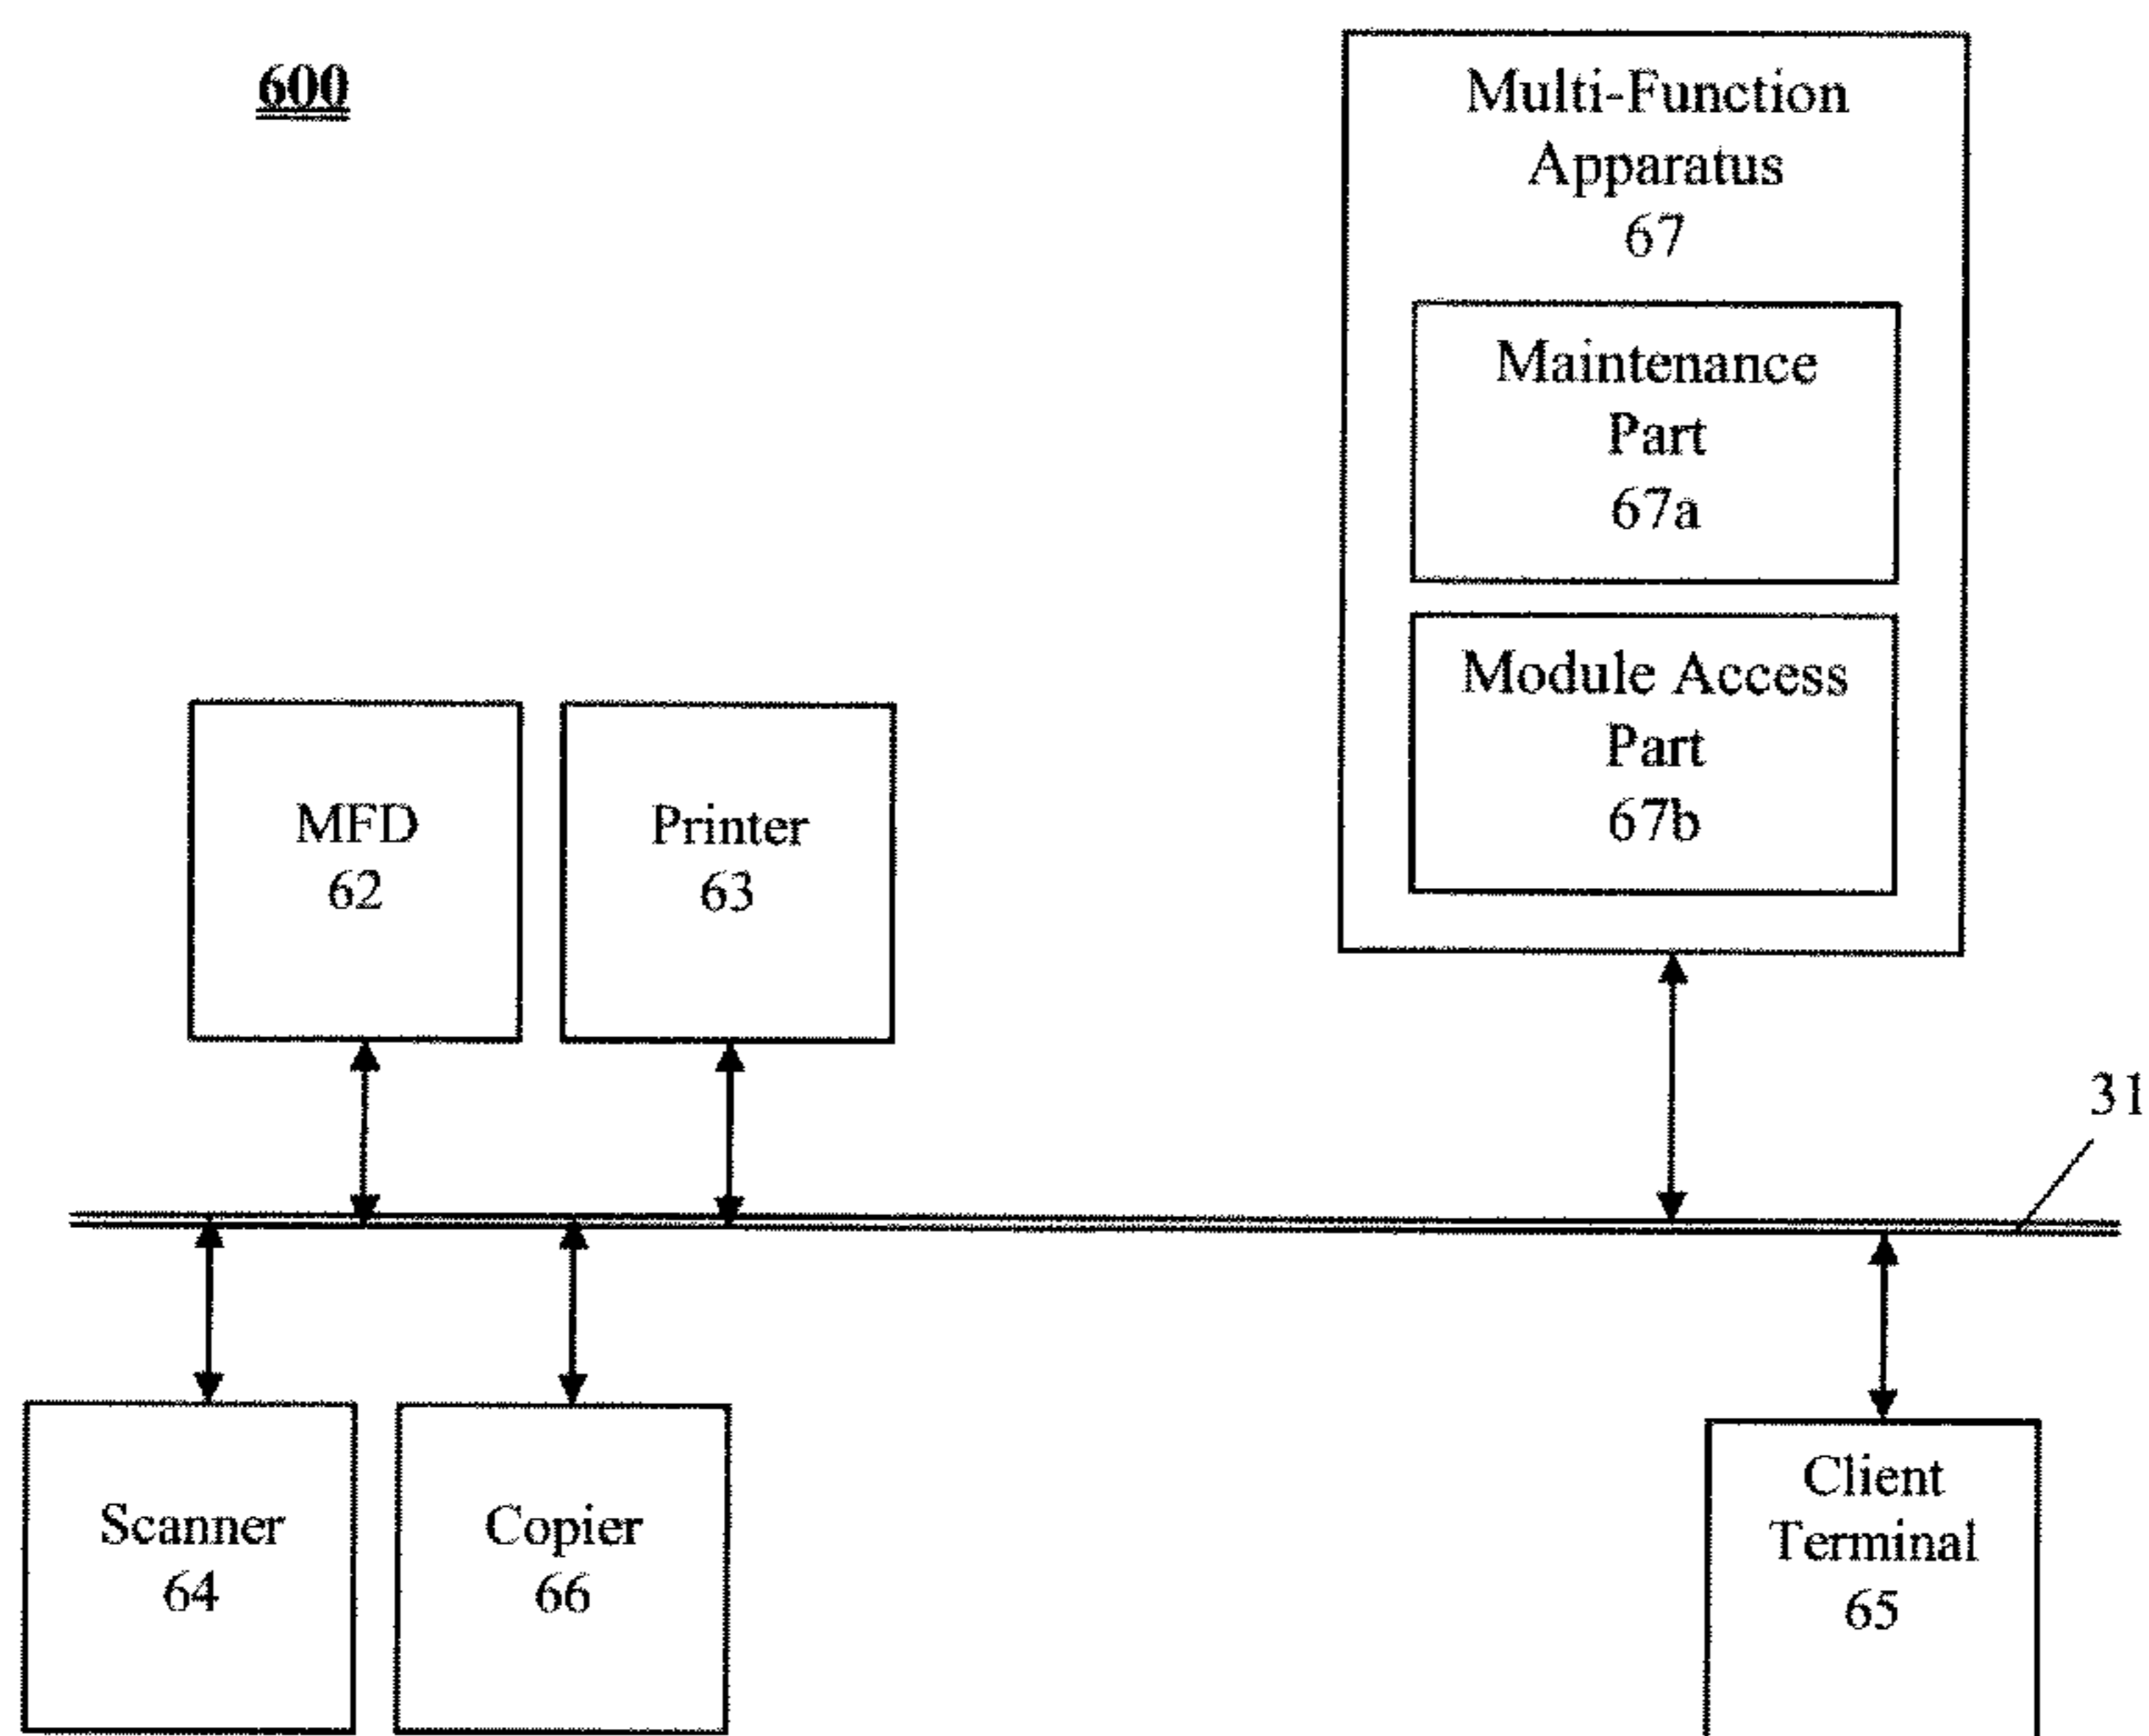 600
Multi-Function
Apparatus
67
Maintenance
Part
67a
Module Access
Part
67b
MFD
62
Printer
63
31
Scanner
64
Copier
66
Client
Terminal
65